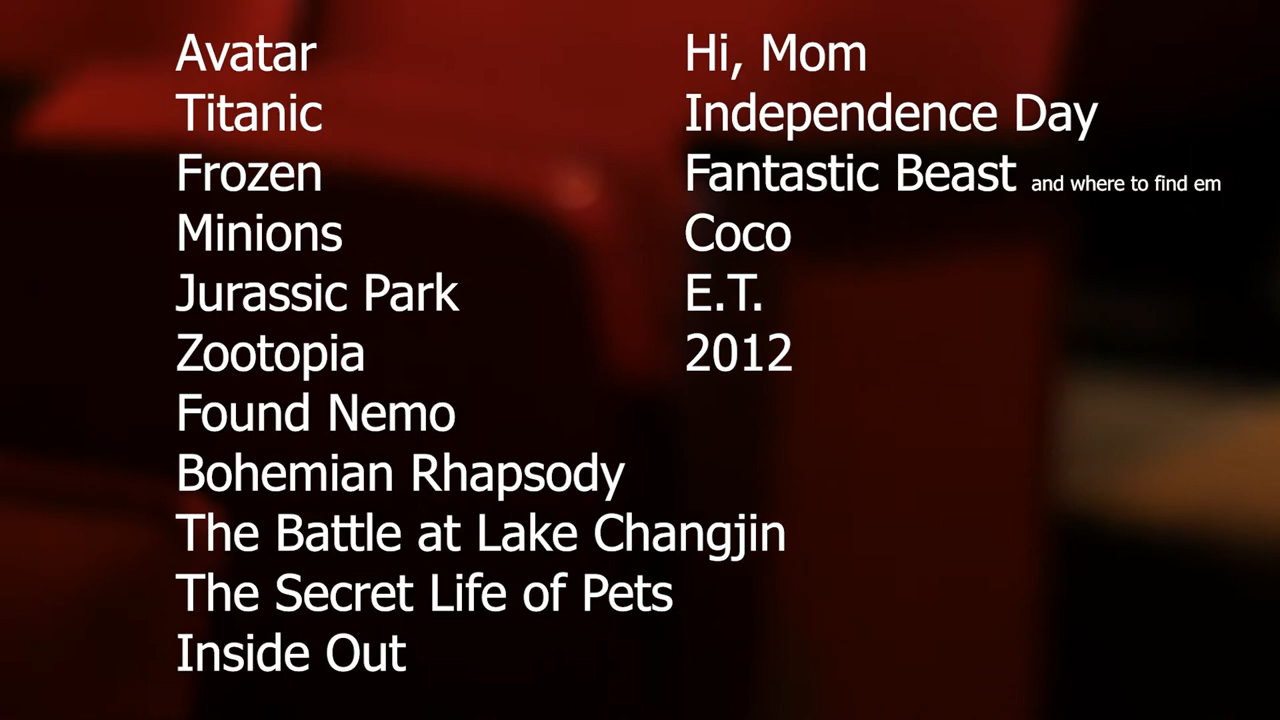 Avatar
Titanic
Frozen
Minions
Jurassic Park
Zootopia
Found Nemo
Bohemian Rhapsody
The Battle at Lake Changjin
The Secret Life of Pets
Inside Out
Hi, Mom
Independence Day
Fantastic Beast and where to find em
Coco
E.T.
2012